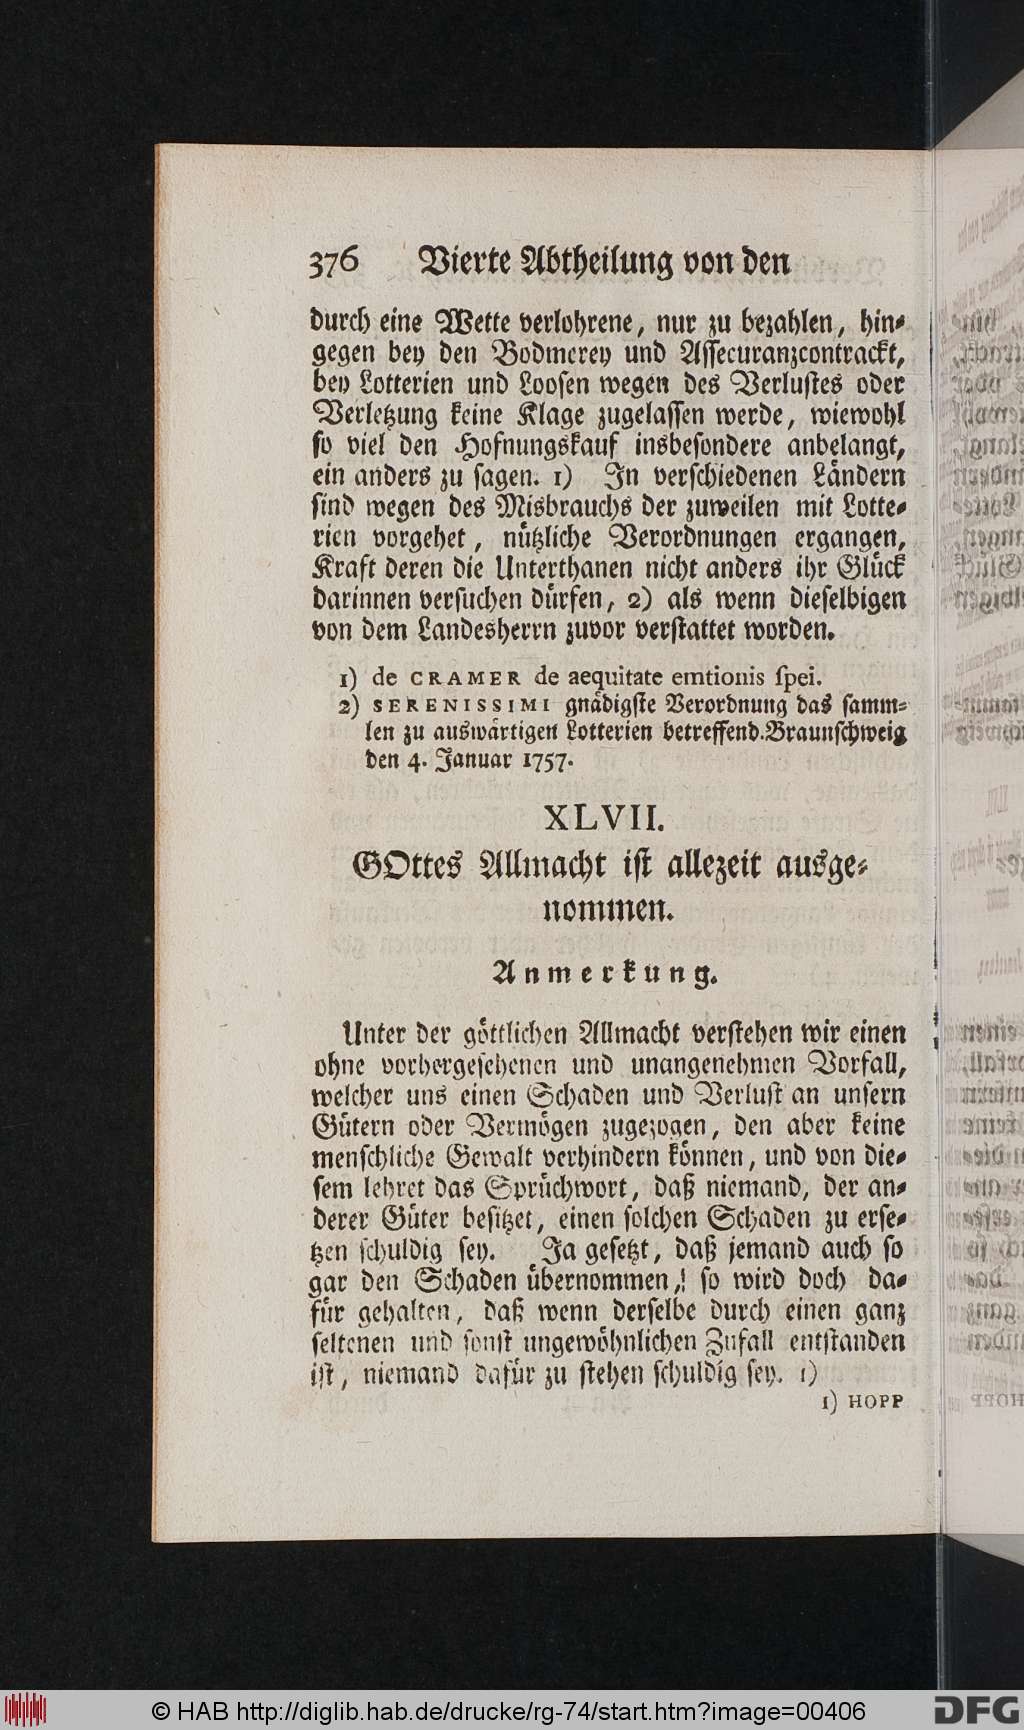 376 Vierte Abtheilung von den
durch eine Wette verlohrene, nur zu bezahlen, hin-
gegen bey den Bodmerey und Assecuranzcontrackt,
bey Lotterien und Loosen wegen des Verlustes oder
Verletzung keine Klage zugelassen werde, wiewohl
so viel den Hofnungskauf insbesondere anbelangt,
ein anders zu sagen. 1) In verschiedenen Ländern
sind wegen des Misbrauchs der zuweilen mit Lotte-
rien vorgehet, nützliche Verordnungen ergangen,
Kraft deren die Unterthanen nicht anders ihr Glück
darinnen versuchen dürfen, 2) als wenn dieselbigen
von dem Landesherrn zuvor verstattet worden.
1) de CRAMER de aequitate emtionis spei.
2) SERENISSIMI gnädigste Verordnung das samm-
len zu auswärtigen Lotterien betreffend. Braunschweig
den 4. Januar 1757.
XLVII.
GOttes Allmacht ist allezeit ausge-
nommen.
Anmerkung.
Unter der göttlichen Allmacht verstehen wir einen
ohne vorhergesehenen und unangenehmen Vorfall,
welcher uns einen Schaden und Verlust an unsern
Gütern oder Vermögen zugezogen, den aber keine
menschliche Gewalt verhindern können, und von die-
sem lehret das Sprüchwort, daß niemand, der an-
derer Güter besitzet, einen solchen Schaden zu erse-
tzen schuldig sey. Ja gesetzt, daß jemand auch so
gar den Schaden übernommen,! so wird doch da-
für gehalten, daß wenn derselbe durch einen ganz
seltenen und sonst ungewöhnlichen Zufall entstanden
ist, niemand dafür zu stehen schuldig sey. 1)
1) HOPP
© HAB http://diglib.hab.de/drucke/rg-74/start.htm?image=00406
DFG